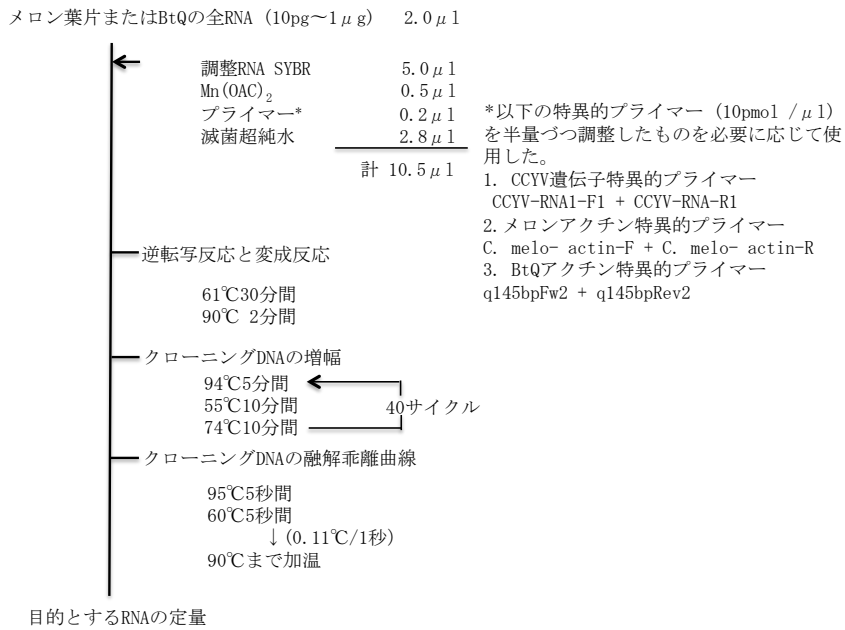 メロン葉片またはBtQの全RNA (10pg〜1μg) 2.0μl
調整RNA SYBR 5.0μl
Mn(OAC)₂ 0.5μl
プライマー* 0.2μl
滅菌超純水 2.8μl
計 10.5μl
*以下の特異的プライマー (10pmol /μl)
を半量づつ調整したものを必要に応じて使
用した。
1. CCYV遺伝子特異的プライマー
CCYV-RNA1-F1 + CCYV-RNA-R1
2.メロンアクチン特異的プライマー
C. melo- actin-F + C. melo- actin-R
3. BtQアクチン特異的プライマー
q145bpFw2 + q145bpRev2
逆転写反応と変成反応
61℃30分間
90℃ 2分間
クローニングDNAの増幅
94℃5分間
55℃10分間
74℃10分間
40サイクル
クローニングDNAの融解乖離曲線
95℃5秒間
60℃5秒間
↓(0.11℃/1秒)
90℃まで加温
目的とするRNAの定量